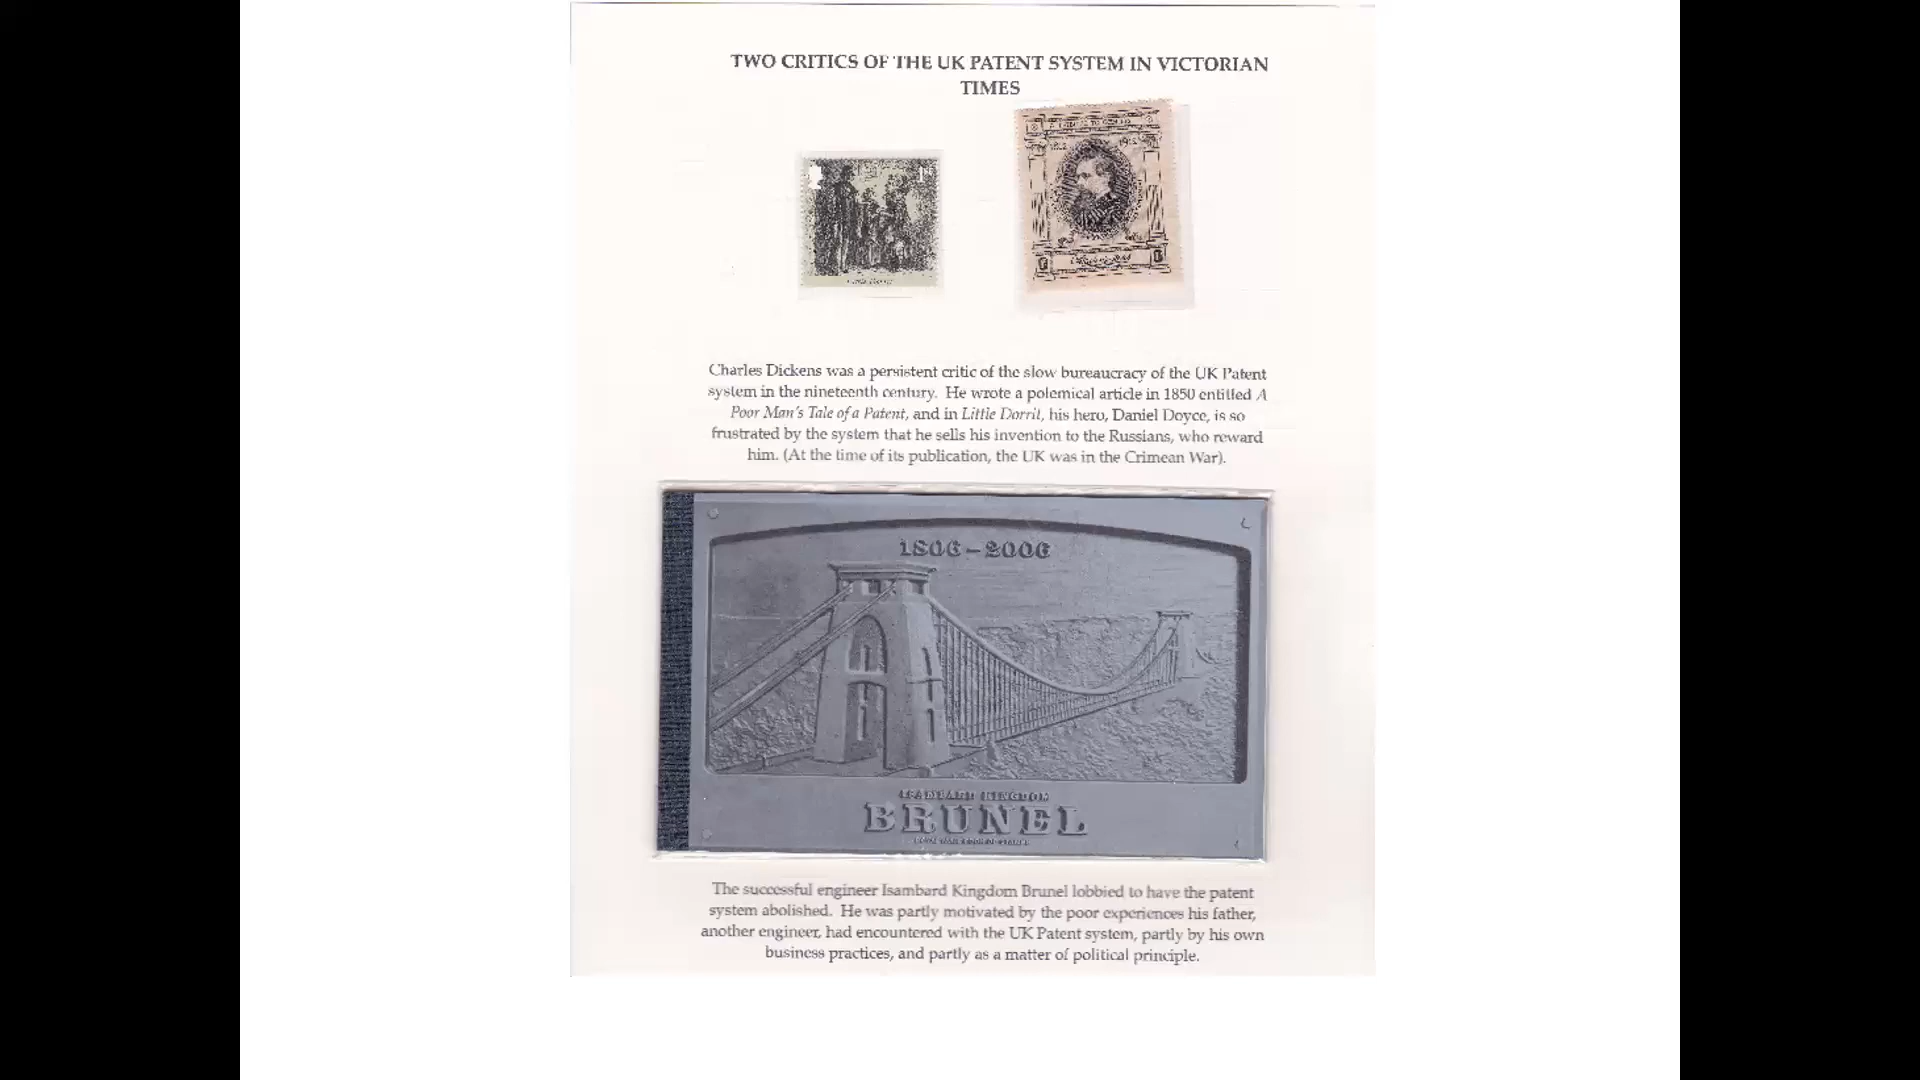 TWO CRITICS OF THE UK PATENT SYSTEM IN VICTORIAN
TIMES
1st
1812 1912
Little Dorrit
Charles Dickens was a persistent critic of the slow bureaucracy of the UK Patent
system in the nineteenth century. He wrote a polemical article in 1850 entitled A
Poor Man's Tale of a Patent, and in Little Dorrit, his hero, Daniel Doyce, is so
frustrated by the system that he sells his invention to the Russians, who reward
him. (At the time of its publication, the UK was in the Crimean War).
1806–2006
ISAMBARD KINGDOM
BRUNEL
The successful engineer Isambard Kingdom Brunel lobbied to have the patent
system abolished. He was partly motivated by the poor experiences his father,
another engineer, had encountered with the UK Patent system, partly by his own
business practices, and partly as a matter of political principle.